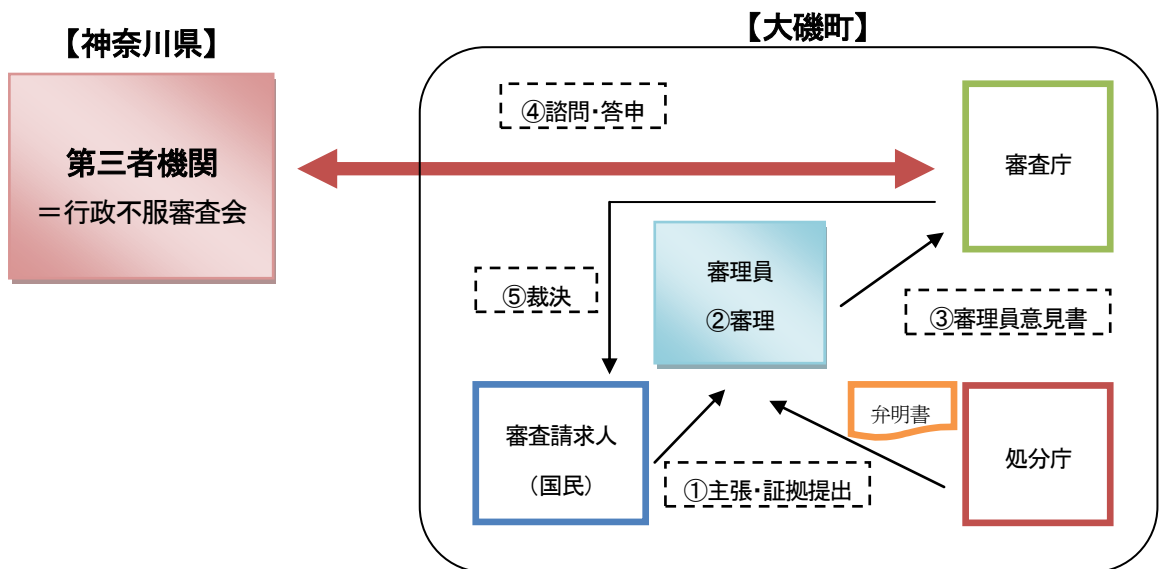 【神奈川県】
第三者機関
＝行政不服審査会
【大磯町】
④諮問・答申
審査庁
審理員
②審理
⑤裁決
③審理員意見書
審査請求人
（国民）
①主張・証拠提出
弁明書
処分庁